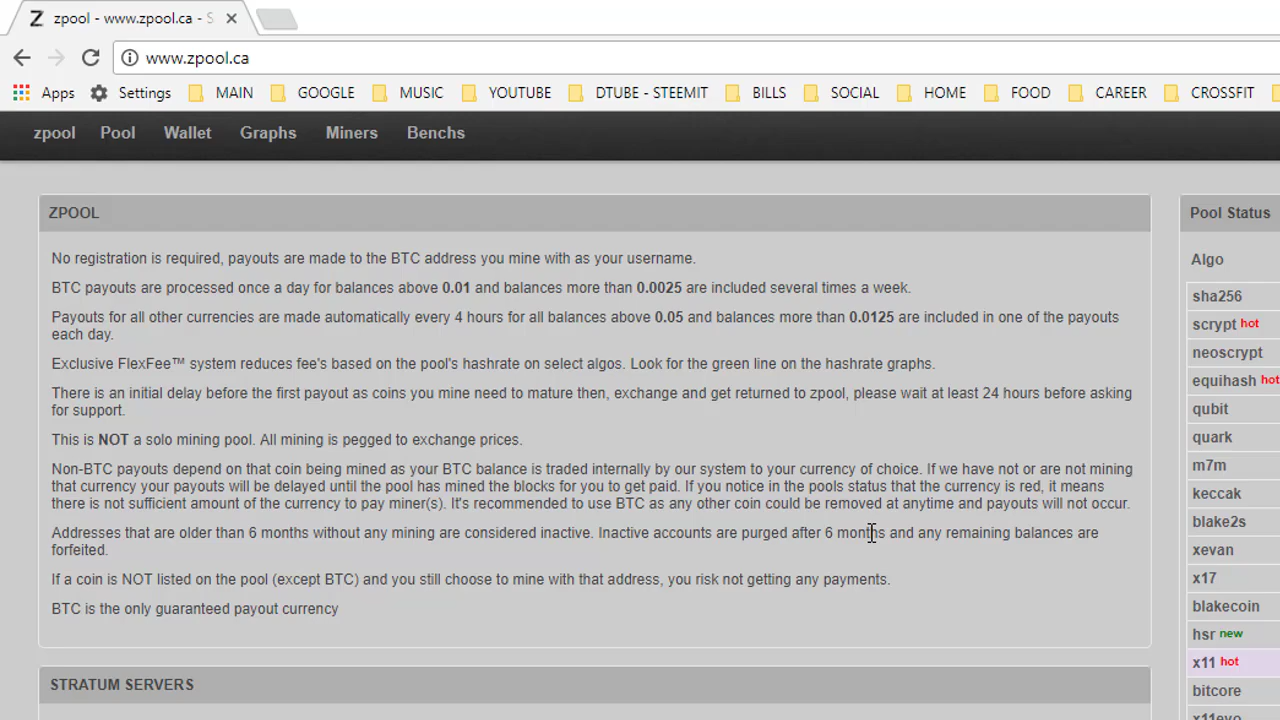 zpool - www.zpool.ca - S
www.zpool.ca
Apps Settings MAIN GOOGLE MUSIC YOUTUBE DTUBE - STEEMIT BILLS SOCIAL HOME FOOD CAREER CROSSFIT
zpool Pool Wallet Graphs Miners Benchs
ZPOOL
No registration is required, payouts are made to the BTC address you mine with as your username.
BTC payouts are processed once a day for balances above 0.01 and balances more than 0.0025 are included several times a week.
Payouts for all other currencies are made automatically every 4 hours for all balances above 0.05 and balances more than 0.0125 are included in one of the payouts
each day.
Exclusive FlexFee™ system reduces fee's based on the pool's hashrate on select algos. Look for the green line on the hashrate graphs.
There is an initial delay before the first payout as coins you mine need to mature then, exchange and get returned to zpool, please wait at least 24 hours before asking
for support.
This is NOT a solo mining pool. All mining is pegged to exchange prices.
Non-BTC payouts depend on that coin being mined as your BTC balance is traded internally by our system to your currency of choice. If we have not or are not mining
that currency your payouts will be delayed until the pool has mined the blocks for you to get paid. If you notice in the pools status that the currency is red, it means
there is not sufficient amount of the currency to pay miner(s). It's recommended to use BTC as any other coin could be removed at anytime and payouts will not occur.
Addresses that are older than 6 months without any mining are considered inactive. Inactive accounts are purged after 6 months and any remaining balances are
forfeited.
If a coin is NOT listed on the pool (except BTC) and you still choose to mine with that address, you risk not getting any payments.
BTC is the only guaranteed payout currency
STRATUM SERVERS
Pool Status
Algo
sha256
scrypt hot
neoscrypt
equihash hot
qubit
quark
m7m
keccak
blake2s
xevan
x17
blakecoin
hsr new
x11 hot
bitcore
x11evo